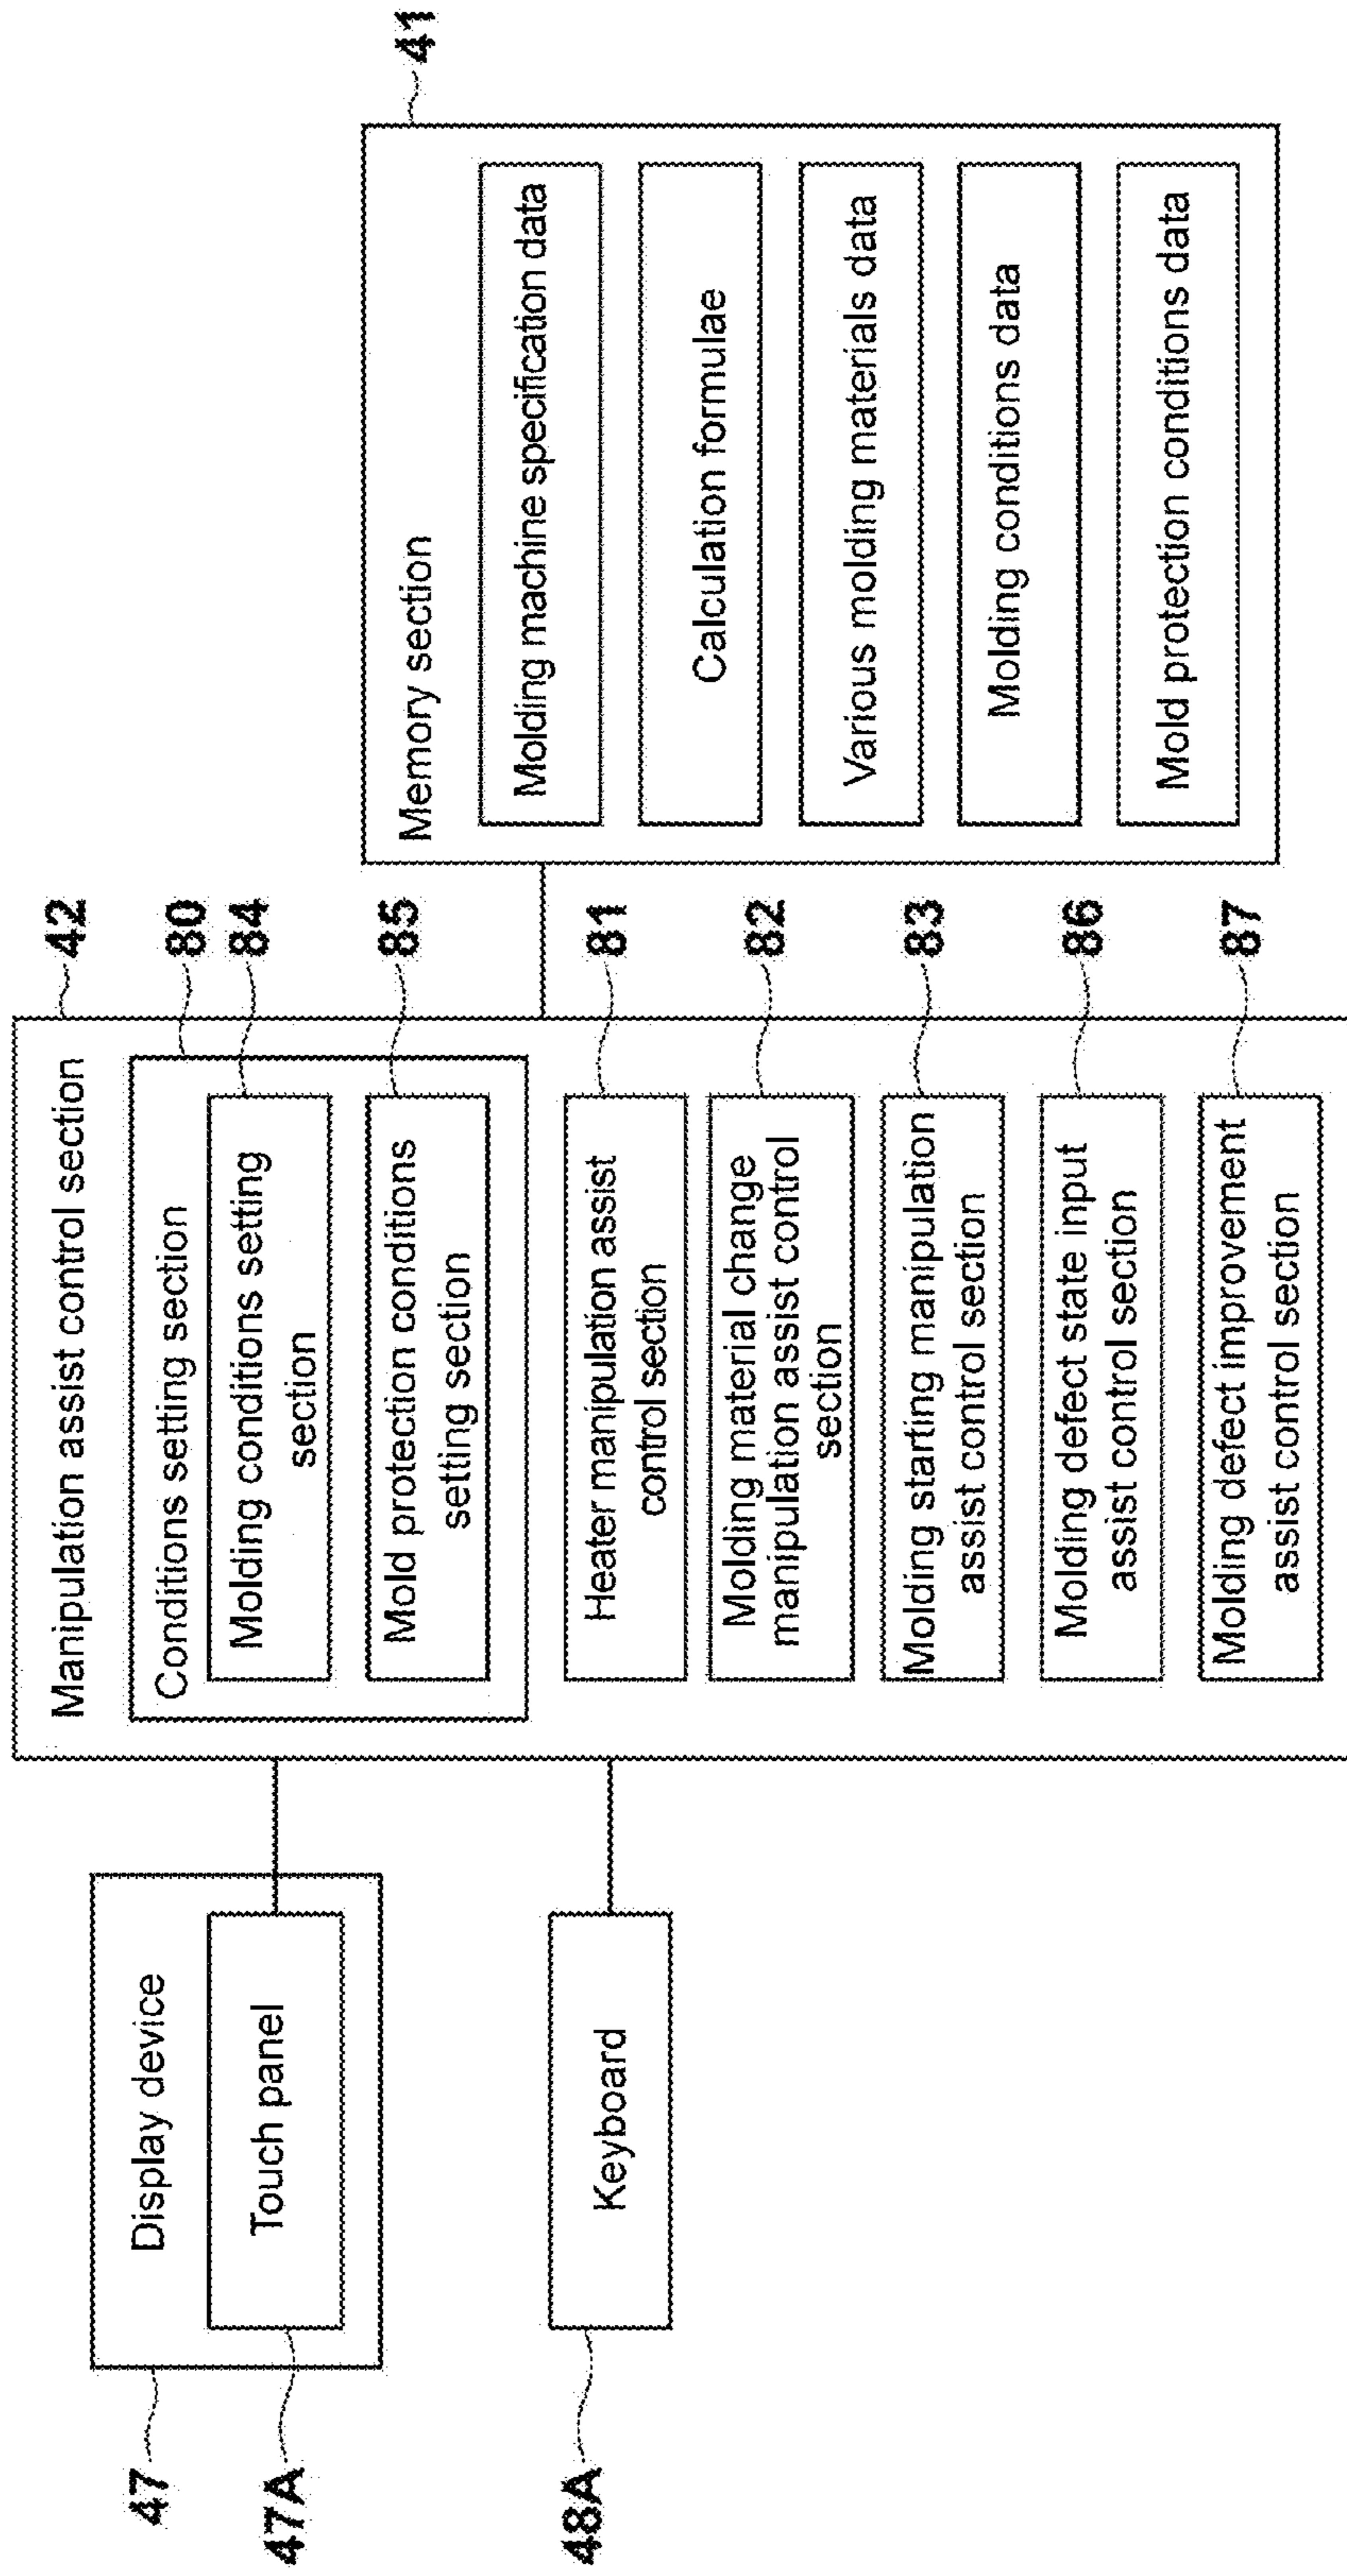 47
Display device
47A
Touch panel
48A
Keyboard
42
Manipulation assist control section
80
Conditions setting section
84
Molding conditions setting
section
85
Mold protection conditions
setting section
81
Heater manipulation assist
control section
82
Molding material change
manipulation assist control
section
83
Molding starting manipulation
assist control section
86
Molding defect state input
assist control section
87
Molding defect improvement
assist control section
41
Memory section
Molding machine specification data
Calculation formulae
Various molding materials data
Molding conditions data
Mold protection conditions data